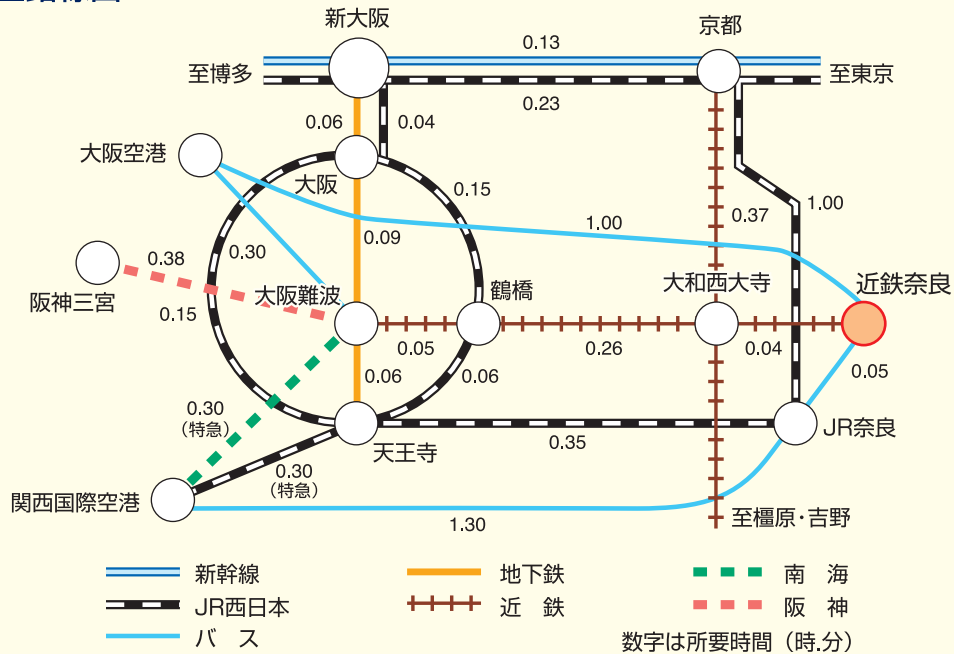 新大阪
京都
0.13
至博多
至東京
0.23
0.06
0.04
大阪空港
大阪
0.15
1.00
0.37
1.00
0.30
0.09
0.38
大阪難波
鶴橋
大和西大寺
近鉄奈良
阪神三宮
0.15
0.05
0.26
0.04
0.05
0.06
0.06
0.30
(特急)
天王寺
0.35
JR奈良
0.30
(特急)
関西国際空港
1.30
至橿原・吉野
新幹線
地下鉄
南 海
JR西日本
近 鉄
阪 神
バ ス
数字は所要時間(時.分)